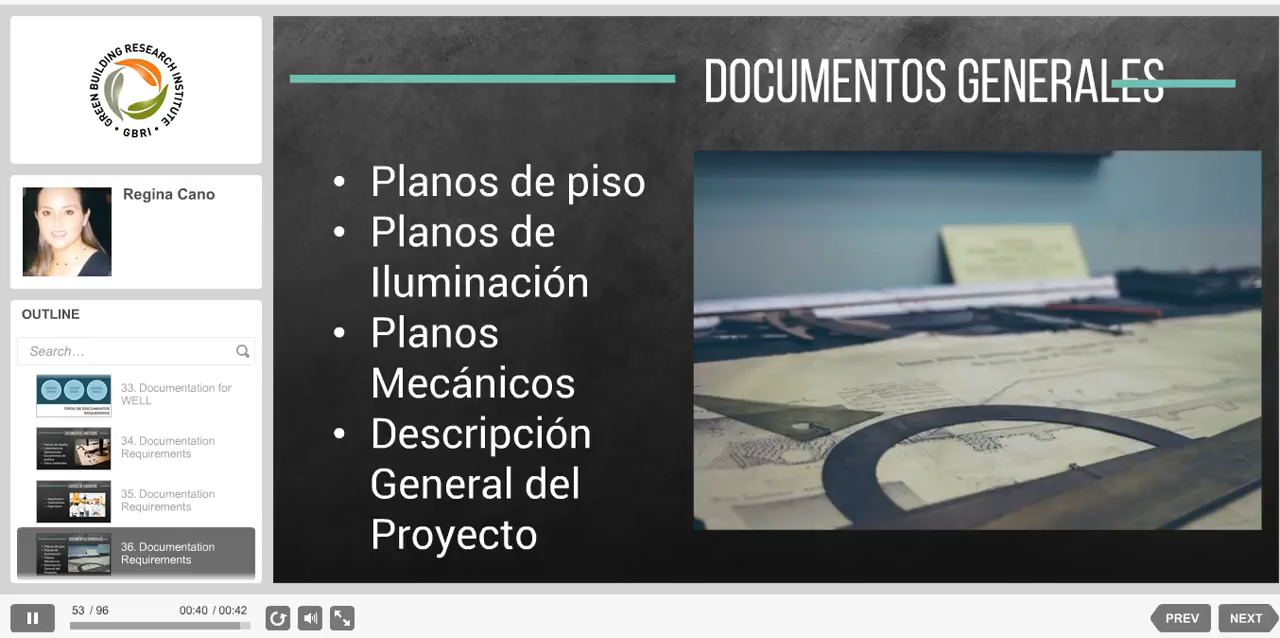 GREEN BUILDING RESEARCH INSTITUTE
• GBRI •
Regina Cano
OUTLINE
Search...
33. Documentation for
WELL
34. Documentation
Requirements
35. Documentation
Requirements
36. Documentation
Requirements
53 / 96
00:40 / 00:42
DOCUMENTOS GENERALES
• Planos de piso
• Planos de
Iluminación
• Planos
Mecánicos
• Descripción
General del
Proyecto
PREV
NEXT